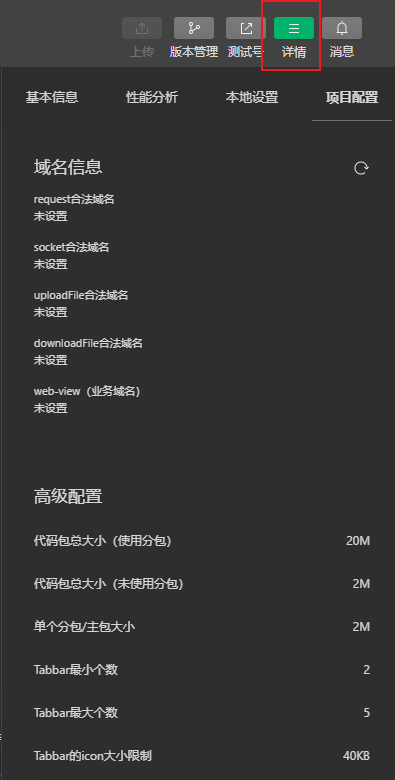 上传 版本管理 测试号 详情 消息
基本信息 性能分析 本地设置 项目配置
域名信息
request合法域名
未设置
socket合法域名
未设置
uploadFile合法域名
未设置
downloadFile合法域名
未设置
web-view（业务域名）
未设置
高级配置
代码包总大小（使用分包） 20M
代码包总大小（未使用分包） 2M
单个分包/主包大小 2M
Tabbar最小个数 2
Tabbar最大个数 5
Tabbar的icon大小限制 40KB